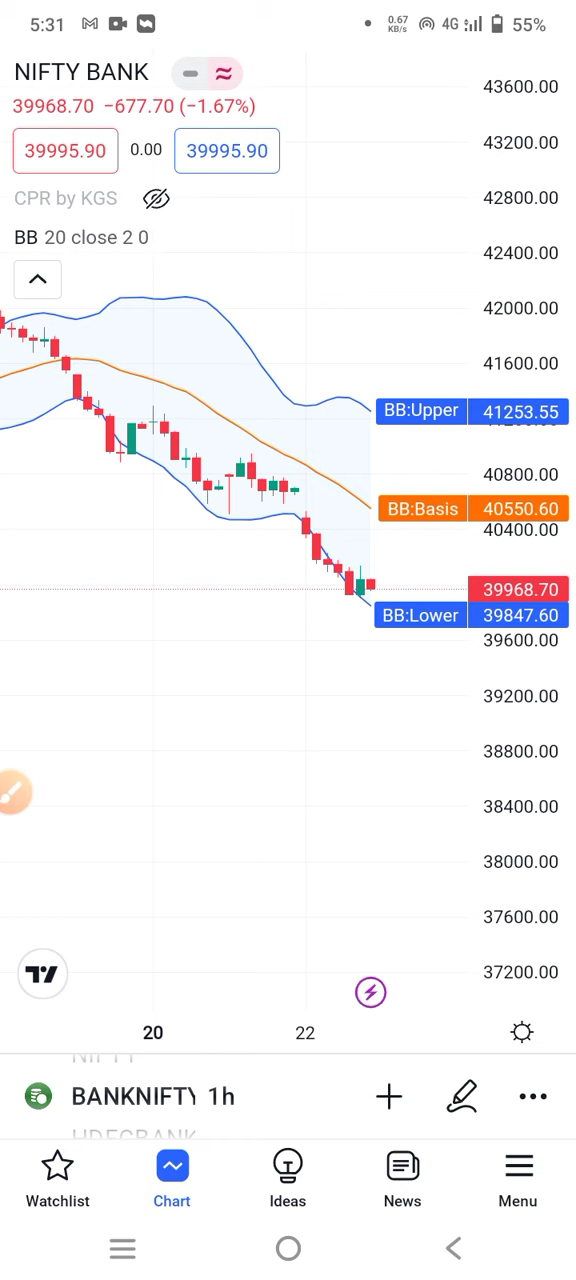 5:31 0.67 KB/s 4G 55%
NIFTY BANK
39968.70 −677.70 (−1.67%)
39995.90 0.00 39995.90
CPR by KGS
BB 20 close 2 0
43600.00
43200.00
42800.00
42400.00
42000.00
41600.00
BB:Upper 41253.55
41200.00
40800.00
BB:Basis 40550.60
40400.00
39968.70
BB:Lower 39847.60
39600.00
39200.00
38800.00
38400.00
38000.00
37600.00
37200.00
20 22
NIFTY
BANKNIFTY 1h
HDFCBANK
Watchlist Chart Ideas News Menu